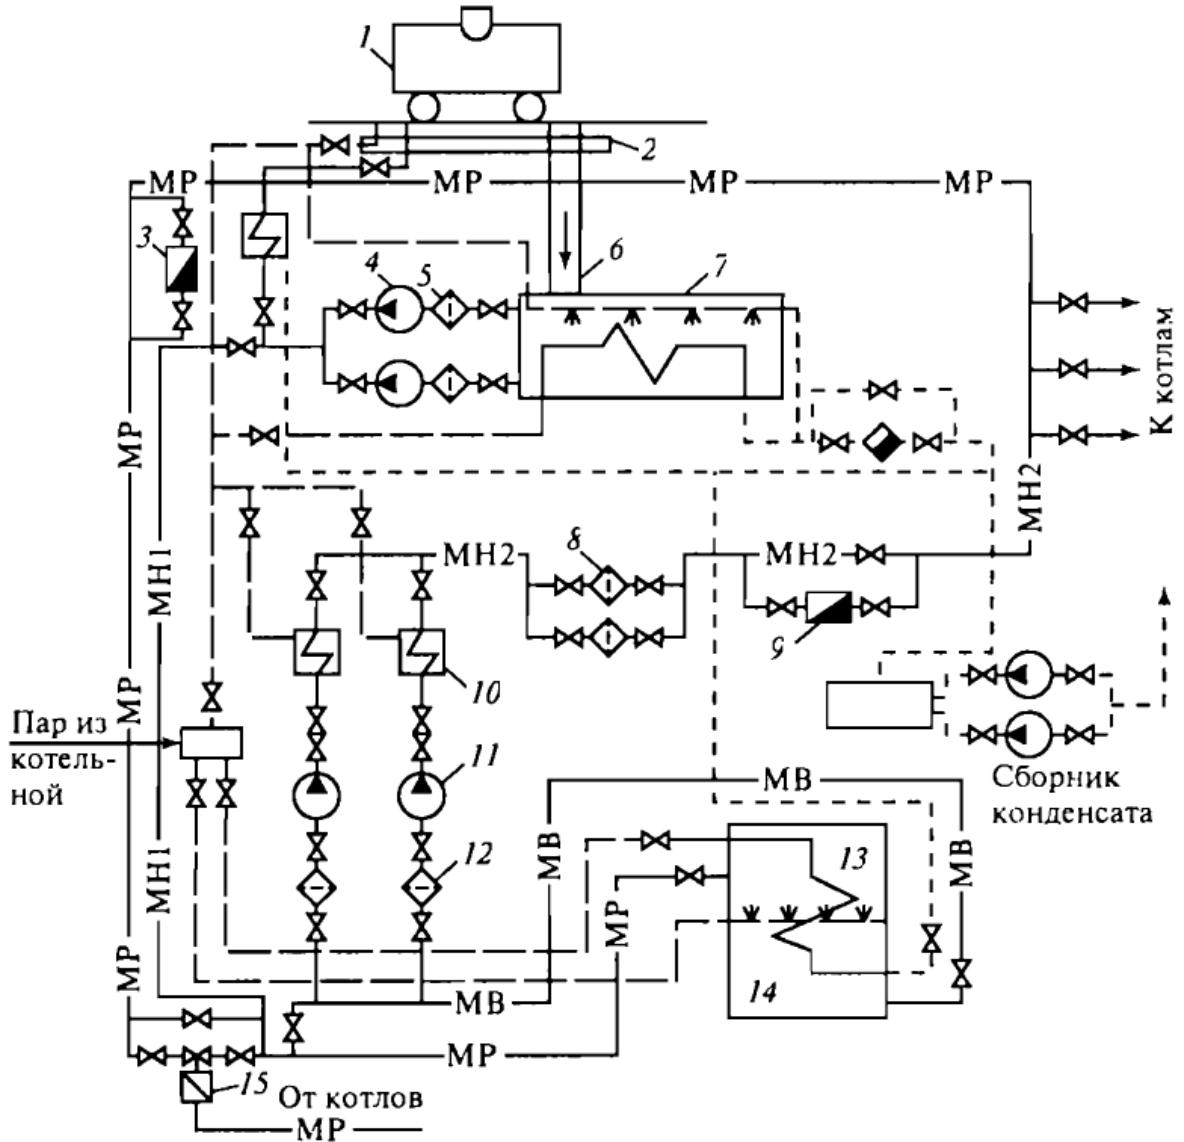 1
2
МР
МР
МР
МР
3
4
5
6
7
К котлам
МР
МН2
МН1
МН2
8
МН2
9
10
МР
Пар из
котель-
ной
11
Сборник
конденсата
МВ
МН1
12
МВ
13
МВ
МР
МР
14
МВ
МР
15
От котлов
МР